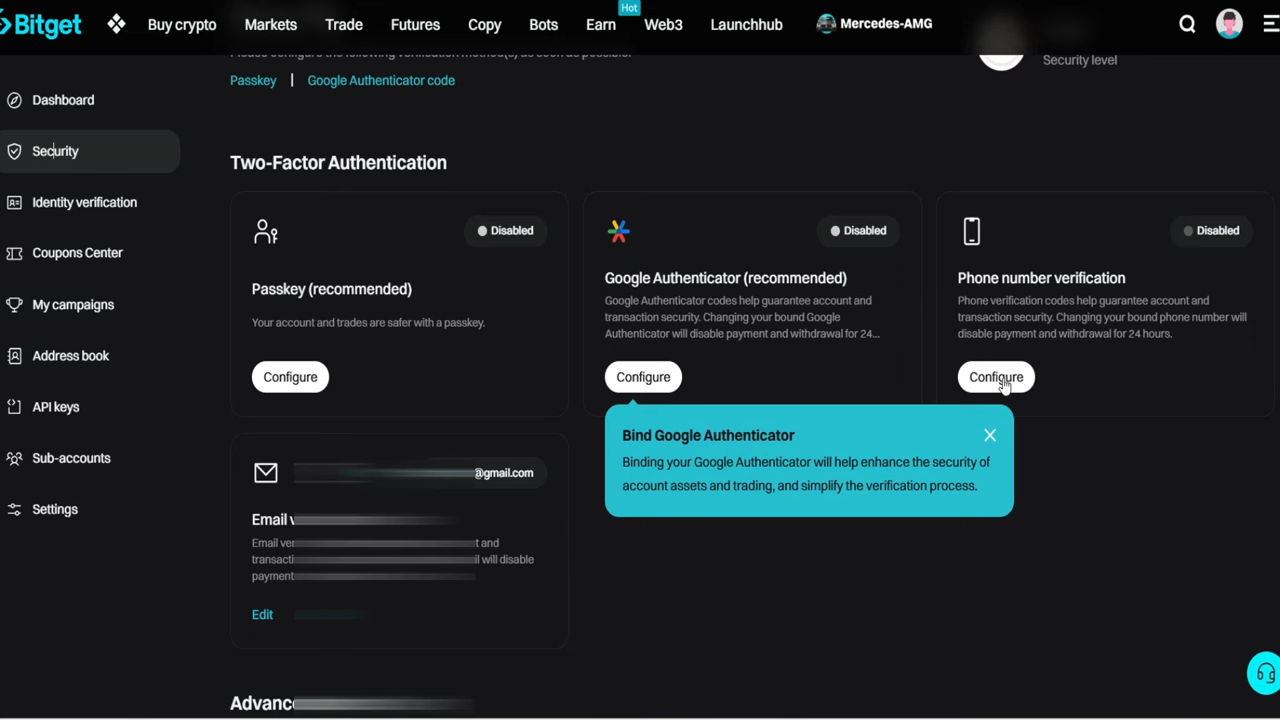 Bitget
Buy crypto
Markets
Trade
Futures
Copy
Bots
Earn
Hot
Web3
Launchhub
Mercedes-AMG
Security level
Passkey | Google Authenticator code
Dashboard
Security
Identity verification
Coupons Center
My campaigns
Address book
API keys
Sub-accounts
Settings
Two-Factor Authentication
Disabled
Passkey (recommended)
Your account and trades are safer with a passkey.
Configure
Disabled
Google Authenticator (recommended)
Google Authenticator codes help guarantee account and
transaction security. Changing your bound Google
Authenticator will disable payment and withdrawal for 24...
Configure
Disabled
Phone number verification
Phone verification codes help guarantee account and
transaction security. Changing your bound phone number will
disable payment and withdrawal for 24 hours.
Configure
Bind Google Authenticator
Binding your Google Authenticator will help enhance the security of
account assets and trading, and simplify the verification process.
@gmail.com
Email
and
will disable
payment
Edit